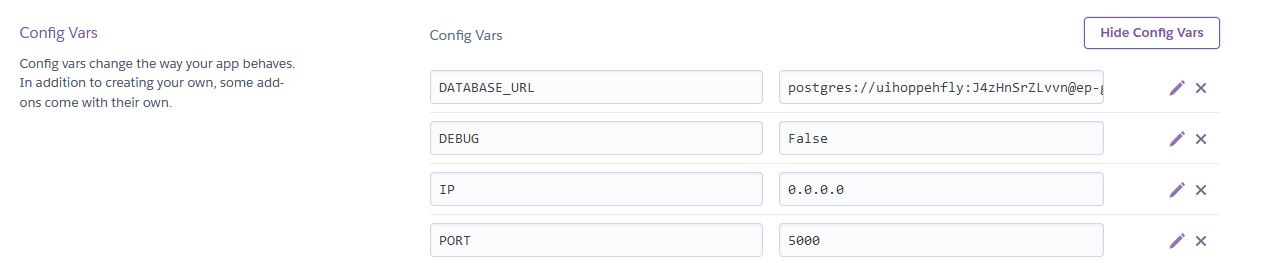 Config Vars
Config vars change the way your app behaves.
In addition to creating your own, some add-
ons come with their own.
Config Vars
Hide Config Vars
DATABASE_URL
postgres://uihoppehfly:J4zHnSrZLvvn@ep-g
DEBUG
False
IP
0.0.0.0
PORT
5000